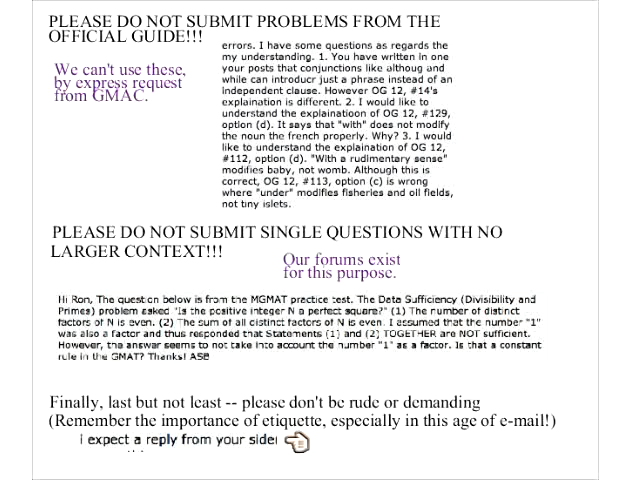 PLEASE DO NOT SUBMIT PROBLEMS FROM THE
OFFICIAL GUIDE!!!
We can't use these,
by express request
from GMAC.
errors. I have some questions as regards the
my understanding. 1. You have written in one
your posts that conjunctions like althoug and
while can introducr just a phrase instead of an
independent clause. However OG 12, #14's
explaination is different. 2. I would like to
understand the explainatioon of OG 12, #129,
option (d). It says that "with" does not modify
the noun the french properly. Why? 3. I would
like to understand the explaination of OG 12,
#112, option (d). "With a rudimentary sense"
modifies baby, not womb. Although this is
correct, OG 12, #113, option (c) is wrong
where "under" modifies fisheries and oil fields,
not tiny islets.
PLEASE DO NOT SUBMIT SINGLE QUESTIONS WITH NO
LARGER CONTEXT!!!
Our forums exist
for this purpose.
Hi Ron, The question below is from the MGMAT practice test. The Data Sufficiency (Divisibility and
Primes) problem asked "Is the positive integer N a perfect square?" (1) The number of distinct
factors of N is even. (2) The sum of all distinct factors of N is even. I assumed that the number "1"
was also a factor and thus responded that Statements (1) and (2) TOGETHER are NOT sufficient.
However, the answer seems to not take into account the number "1" as a factor. Is that a constant
rule in the GMAT? Thanks! ASB
Finally, last but not least -- please don't be rude or demanding
(Remember the importance of etiquette, especially in this age of e-mail!)
i expect a reply from your side